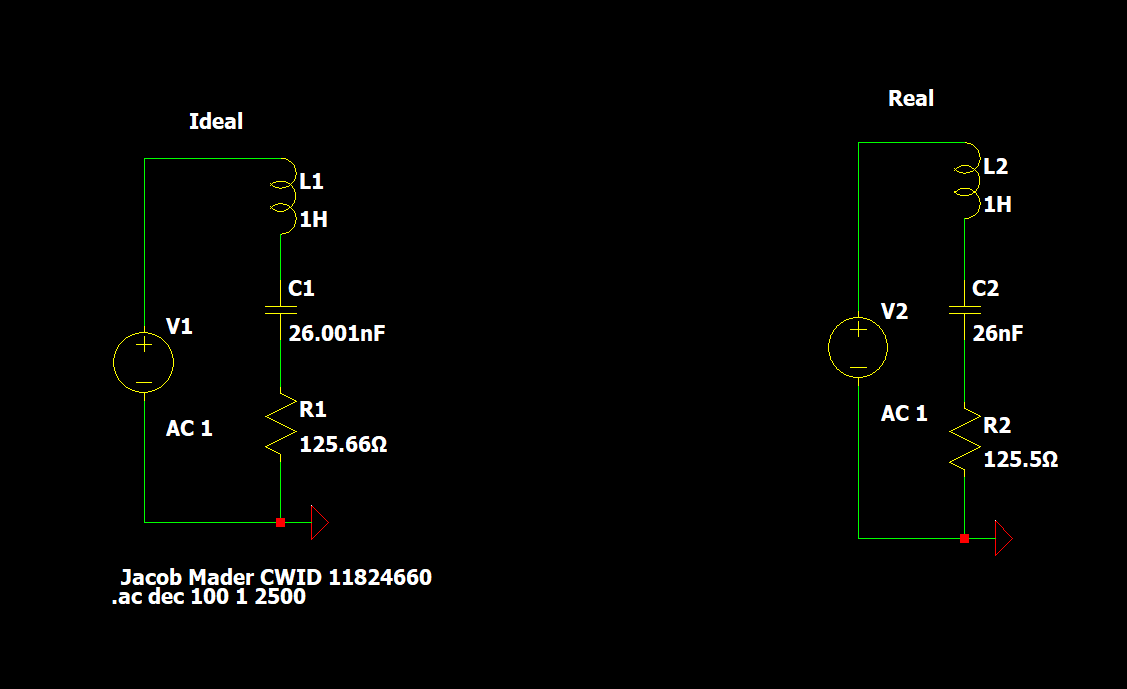 Ideal
L1
1H
C1
26.001nF
V1
AC 1
R1
125.66Ω
Jacob Mader CWID 11824660
.ac dec 100 1 2500
Real
L2
1H
C2
26nF
V2
AC 1
R2
125.5Ω